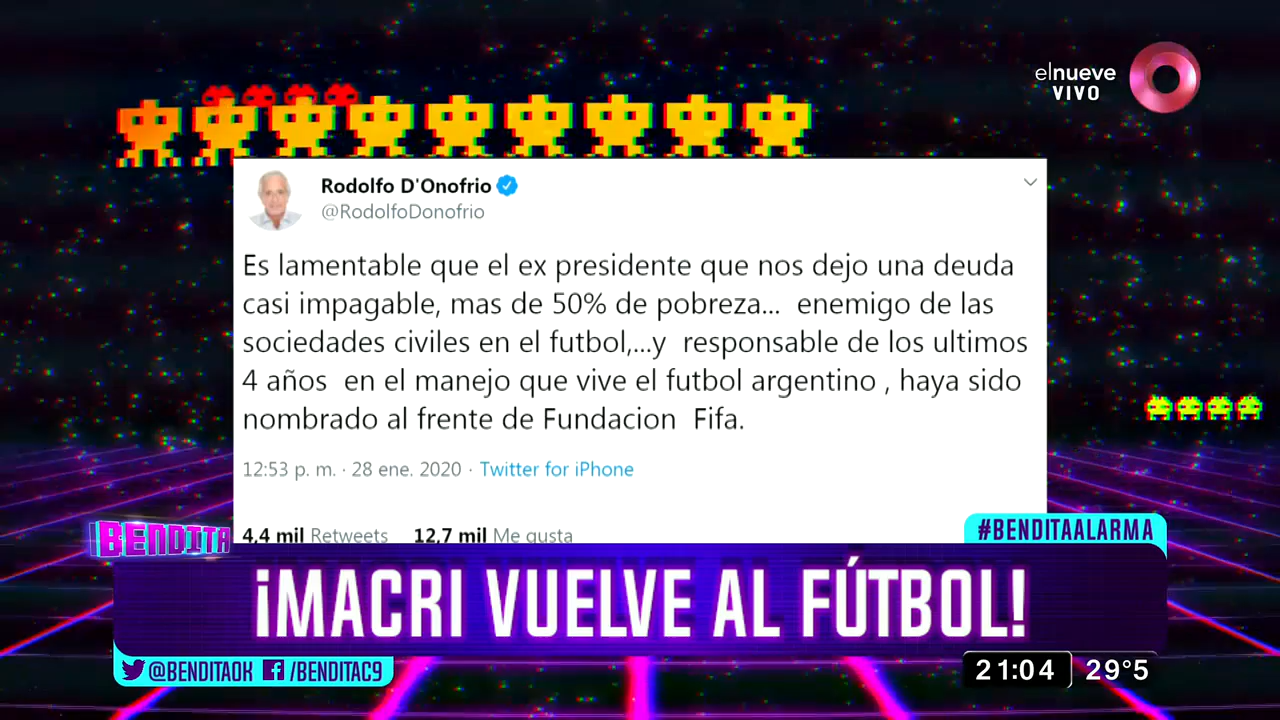 elnueve
VIVO
Rodolfo D'Onofrio
@RodolfoDonofrio
Es lamentable que el ex presidente que nos dejo una deuda
casi impagable, mas de 50% de pobreza... enemigo de las
sociedades civiles en el futbol,...y responsable de los ultimos
4 años en el manejo que vive el futbol argentino , haya sido
nombrado al frente de Fundacion Fifa.
12:53 p. m. · 28 ene. 2020 · Twitter for iPhone
4,4 mil Retweets 12,7 mil Me gusta
BENDITA
#BENDITAALARMA
¡MACRI VUELVE AL FÚTBOL!
@BENDITAOK /BENDITAC9
21:04 29°5